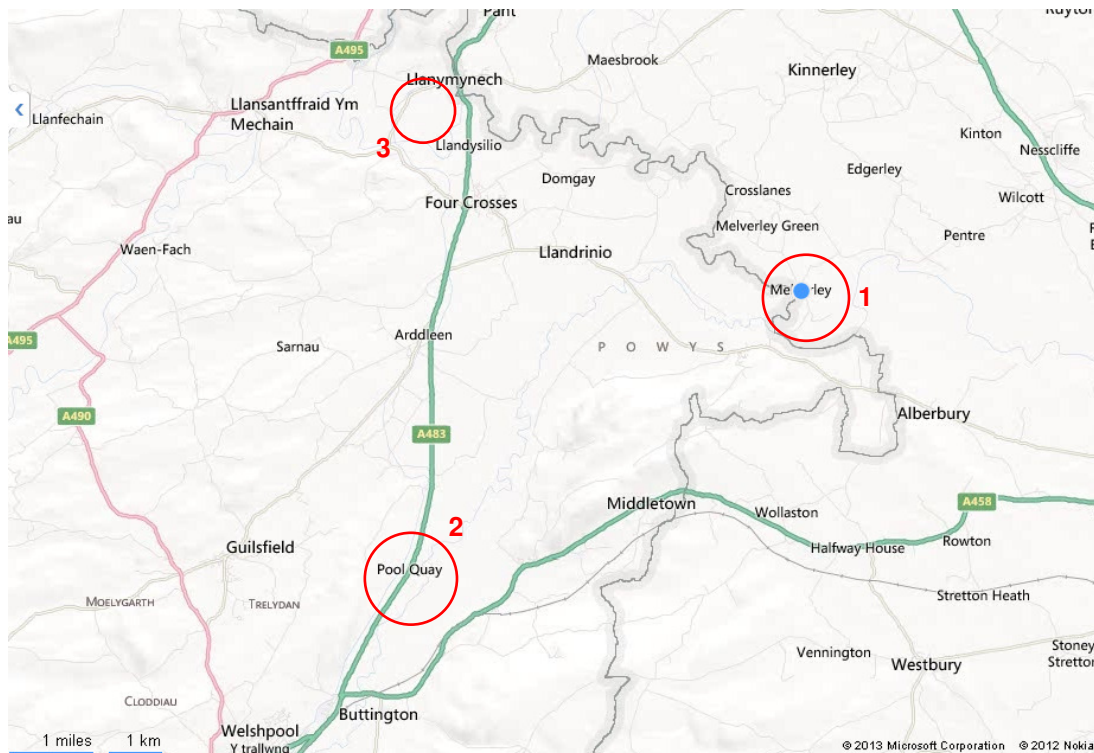 Pant
A495
Llanymynech
Maesbrook
Kinnerley
Llansantffraid Ym
Mechain
Llanfechain
3
Llandysilio
Kinton
Nesscliffe
Domgay
Edgerley
Crosslanes
Wilcott
Four Crosses
au
Melverley Green
Pentre
Waen-Fach
Llandrinio
1
Arddleen
A495
Sarnau
POWYS
A490
Alberbury
A483
Middletown
Wollaston
A458
2
Guilsfield
Halfway House
Rowton
Pool Quay
MOELYGARTH
TRELYDAN
Stretton Heath
Vennington
Westbury
Stoney
Stretton
CLODDIAU
Buttington
Welshpool
Y trallwng
1 miles
1 km
© 2013 Microsoft Corporation © 2012 Nokia